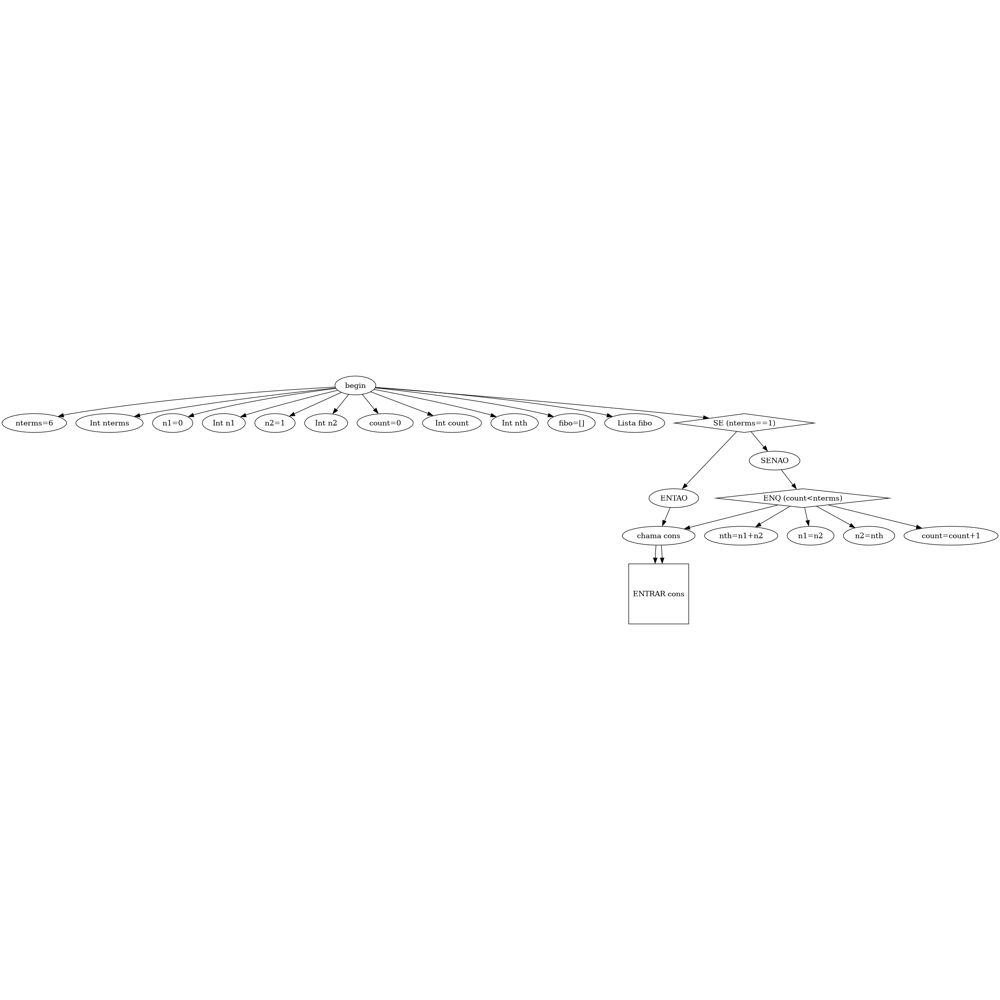 begin
nterms=6
Int nterms
n1=0
Int n1
n2=1
Int n2
count=0
Int count
Int nth
fibo=[]
Lista fibo
SE (nterms==1)
SENAO
ENTAO
ENQ (count<nterms)
chama cons
nth=n1+n2
n1=n2
n2=nth
count=count+1
ENTRAR cons